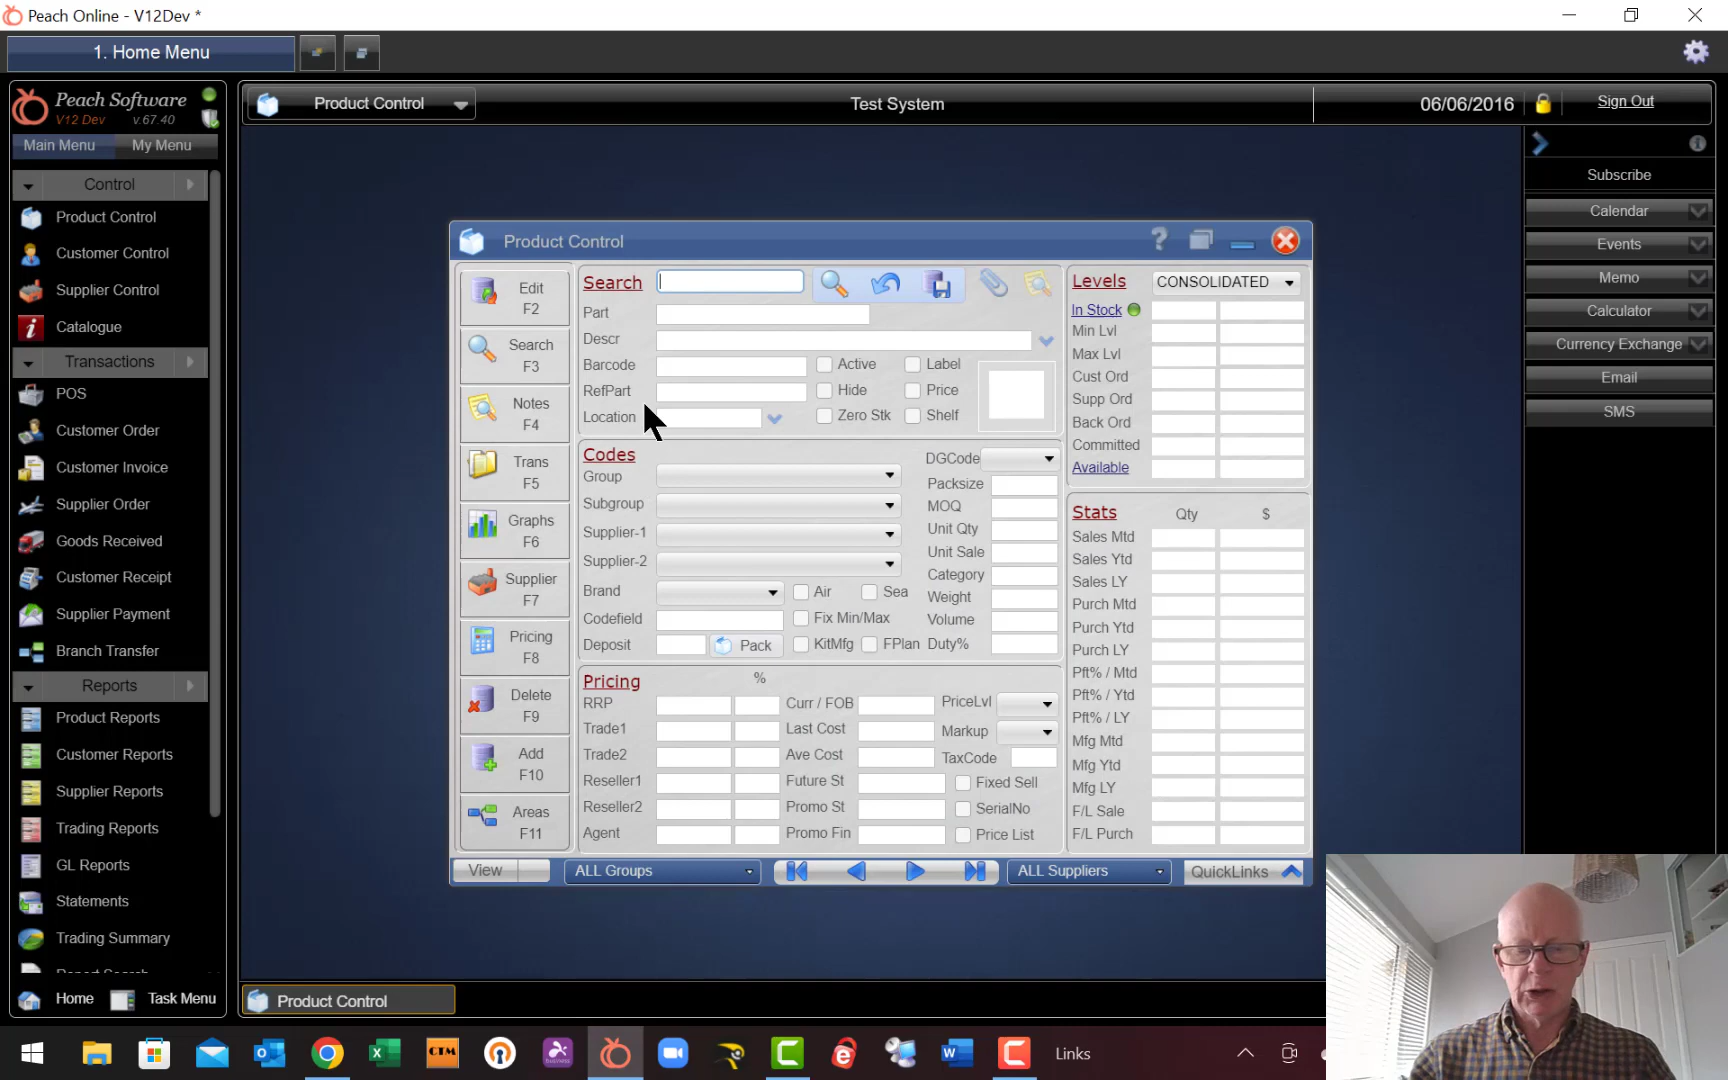 Peach Online - V12Dev *
1. Home Menu
Peach Software
V12 Dev v.67.40
Main Menu My Menu
Control
Product Control
Customer Control
Supplier Control
Catalogue
Transactions
POS
Customer Order
Customer Invoice
Supplier Order
Goods Received
Customer Receipt
Supplier Payment
Branch Transfer
Reports
Product Reports
Customer Reports
Supplier Reports
Trading Reports
GL Reports
Statements
Trading Summary
Home Task Menu
Product Control
Test System
06/06/2016
Sign Out
Product Control
Edit
F2
Search
F3
Notes
F4
Trans
F5
Graphs
F6
Supplier
F7
Pricing
F8
Delete
F9
Add
F10
Areas
F11
Search
Part
Descr
Barcode Active Label
RefPart Hide Price
Location Zero Stk Shelf
Codes
Group
Subgroup
Supplier-1
Supplier-2
Brand Air Sea
Codefield Fix Min/Max
Deposit Pack KitMfg FPlan
DGCode
Packsize
MOQ
Unit Qty
Unit Sale
Category
Weight
Volume
Duty%
Pricing %
RRP Curr / FOB PriceLvl
Trade1 Last Cost Markup
Trade2 Ave Cost TaxCode
Reseller1 Future St Fixed Sell
Reseller2 Promo St SerialNo
Agent Promo Fin Price List
Levels CONSOLIDATED
In Stock
Min Lvl
Max Lvl
Cust Ord
Supp Ord
Back Ord
Committed
Available
Stats Qty $
Sales Mtd
Sales Ytd
Sales LY
Purch Mtd
Purch Ytd
Purch LY
Pft% / Mtd
Pft% / Ytd
Pft% / LY
Mfg Mtd
Mfg Ytd
Mfg LY
F/L Sale
F/L Purch
View ALL Groups ALL Suppliers QuickLinks
Subscribe
Calendar
Events
Memo
Calculator
Currency Exchange
Email
SMS
Product Control
CTM
Links